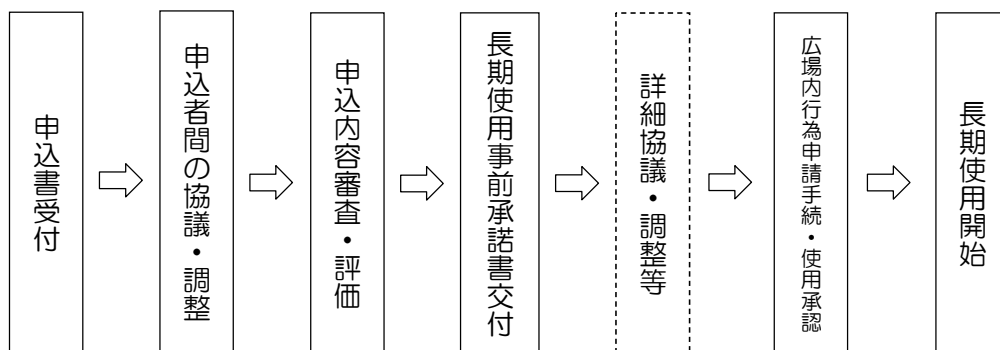 申込書受付
申込者間の協議・調整
申込内容審査・評価
長期使用事前承諾書交付
詳細協議・調整等
広場内行為申請手続・使用承認
長期使用開始